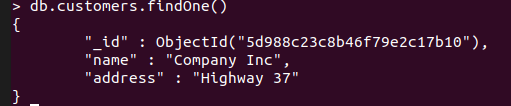 > db.customers.findOne()
{
        "_id" : ObjectId("5d988c23c8b46f79e2c17b10"),
        "name" : "Company Inc",
        "address" : "Highway 37"
}